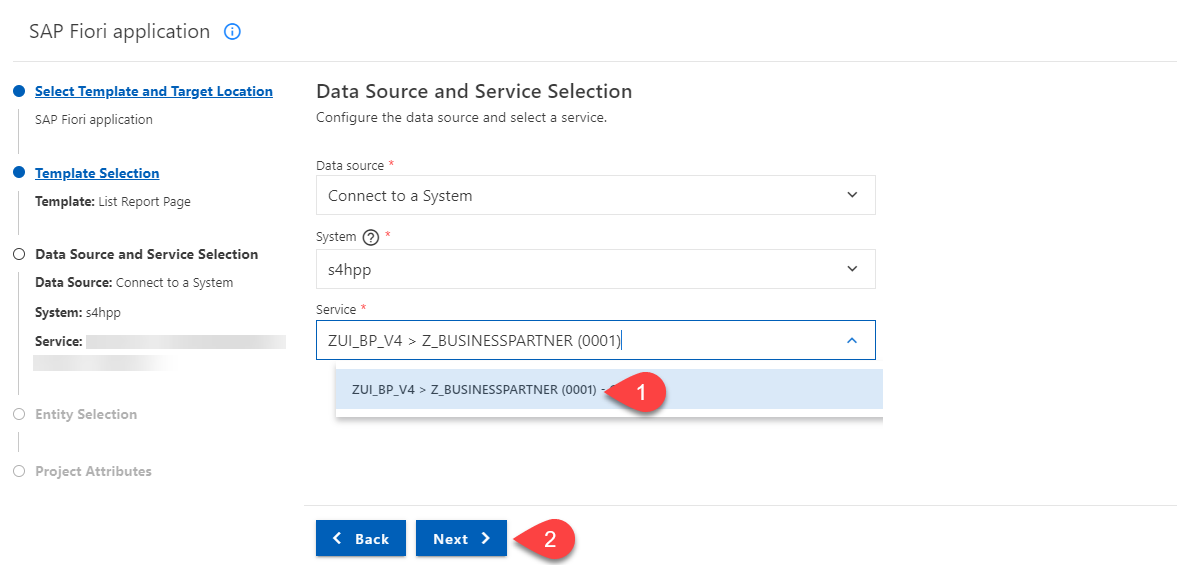 SAP Fiori application
Select Template and Target Location
SAP Fiori application
Template Selection
Template: List Report Page
Data Source and Service Selection
Data Source: Connect to a System
System: s4hpp
Service:
Entity Selection
Project Attributes
Data Source and Service Selection
Configure the data source and select a service.
Data source *
Connect to a System
System ? *
s4hpp
Service *
ZUI_BP_V4 > Z_BUSINESSPARTNER (0001)
ZUI_BP_V4 > Z_BUSINESSPARTNER (0001) -
1
Back
Next
2